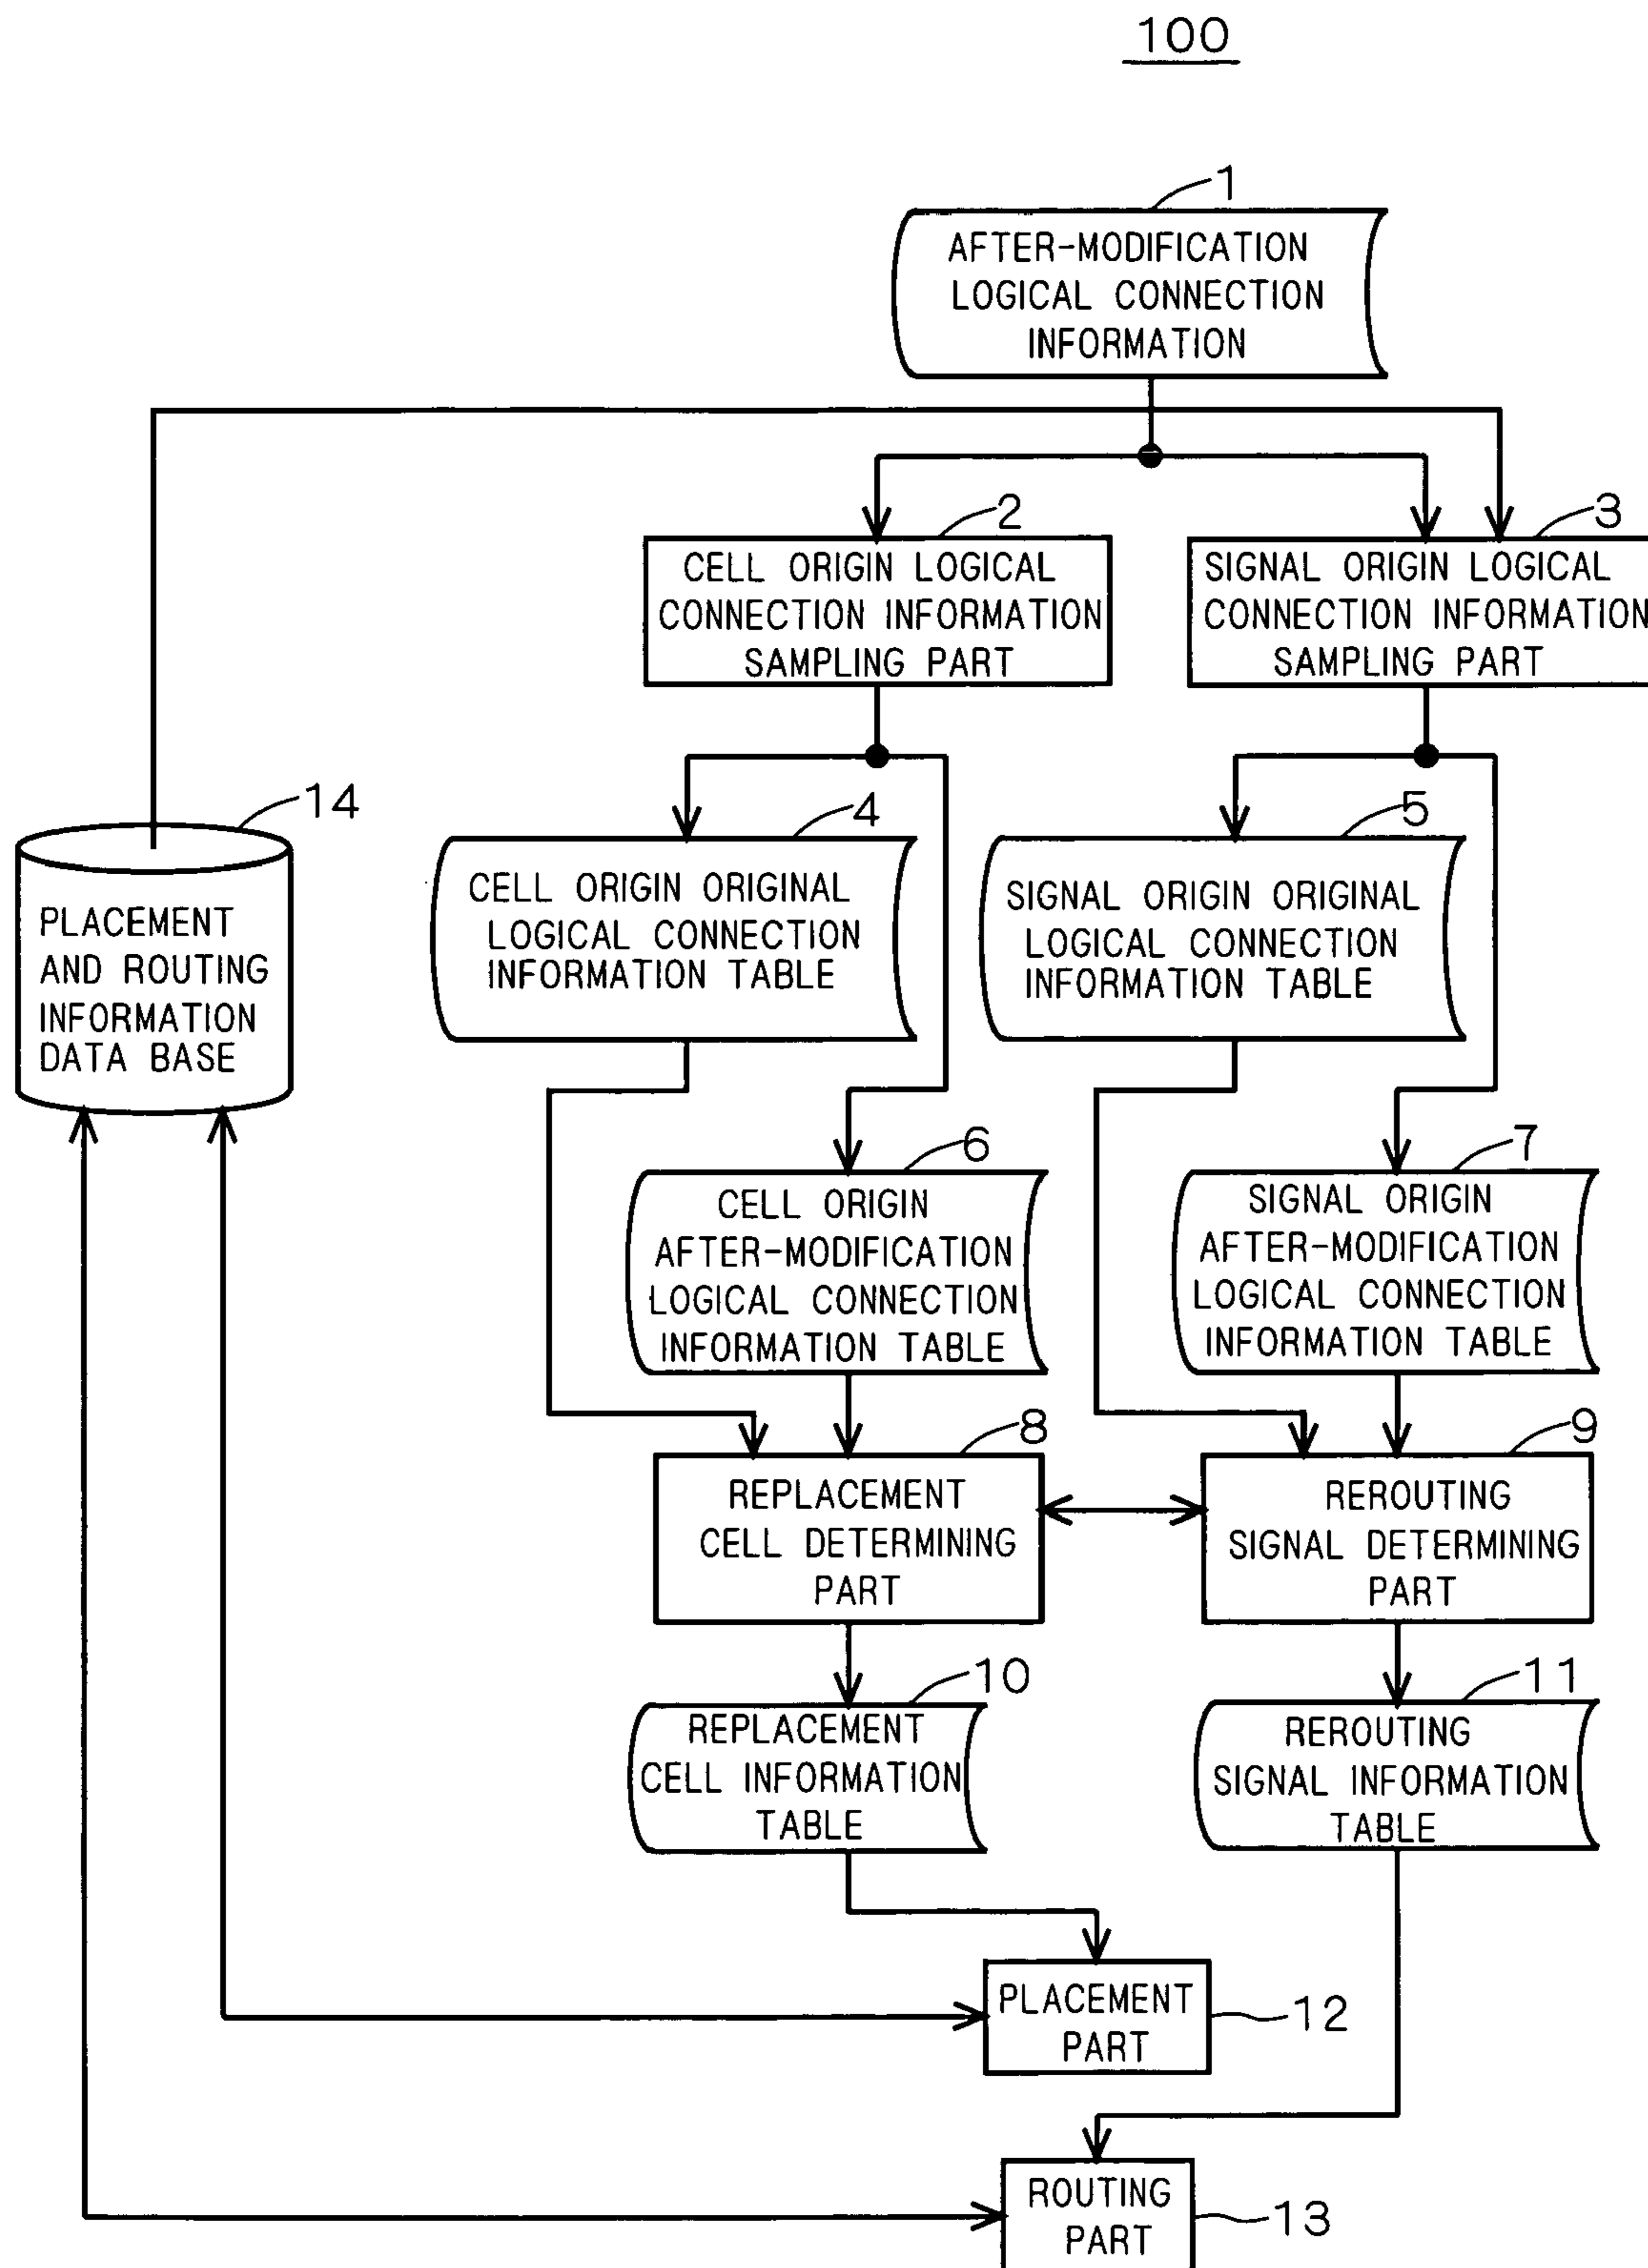 100
1
AFTER-MODIFICATION
LOGICAL CONNECTION
INFORMATION
2
CELL ORIGIN LOGICAL
CONNECTION INFORMATION
SAMPLING PART
3
SIGNAL ORIGIN LOGICAL
CONNECTION INFORMATION
SAMPLING PART
14
PLACEMENT
AND ROUTING
INFORMATION
DATA BASE
4
CELL ORIGIN ORIGINAL
LOGICAL CONNECTION
INFORMATION TABLE
5
SIGNAL ORIGIN ORIGINAL
LOGICAL CONNECTION
INFORMATION TABLE
6
CELL ORIGIN
AFTER-MODIFICATION
LOGICAL CONNECTION
INFORMATION TABLE
7
SIGNAL ORIGIN
AFTER-MODIFICATION
LOGICAL CONNECTION
INFORMATION TABLE
8
REPLACEMENT
CELL DETERMINING
PART
9
REROUTING
SIGNAL DETERMINING
PART
10
REPLACEMENT
CELL INFORMATION
TABLE
11
REROUTING
SIGNAL INFORMATION
TABLE
PLACEMENT
PART
12
ROUTING
PART
13